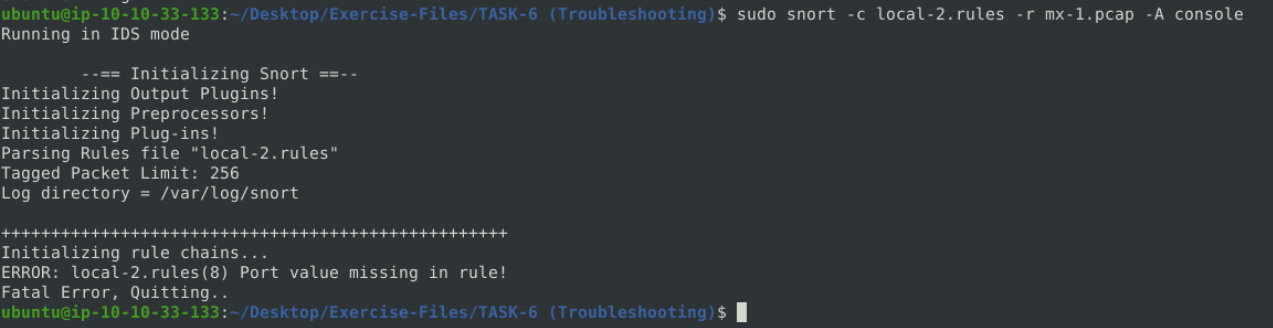 ubuntu@ip-10-10-33-133:~/Desktop/Exercise-Files/TASK-6 (Troubleshooting)$ sudo snort -c local-2.rules -r mx-1.pcap -A console
Running in IDS mode
--== Initializing Snort ==--
Initializing Output Plugins!
Initializing Preprocessors!
Initializing Plug-ins!
Parsing Rules file "local-2.rules"
Tagged Packet Limit: 256
Log directory = /var/log/snort
+++++++++++++++++++++++++++++++++++++++++++++++++++
Initializing rule chains...
ERROR: local-2.rules(8) Port value missing in rule!
Fatal Error, Quitting..
ubuntu@ip-10-10-33-133:~/Desktop/Exercise-Files/TASK-6 (Troubleshooting)$